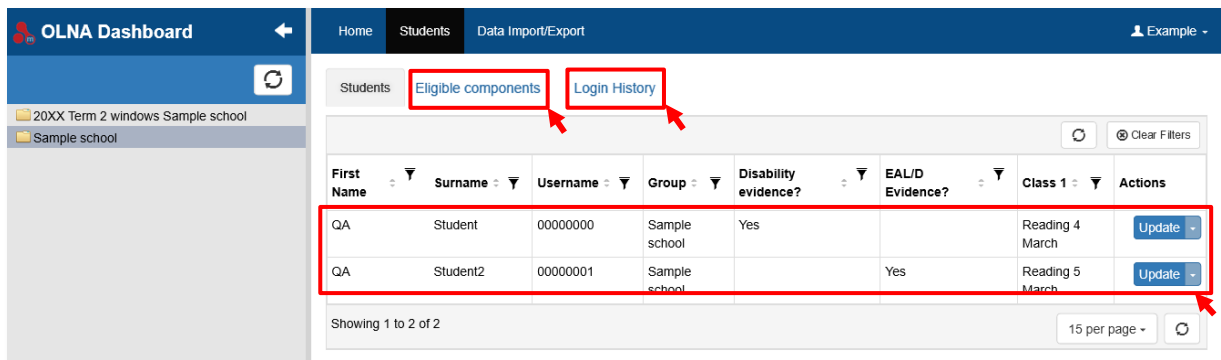 OLNA Dashboard
Home Students Data Import/Export Example
20XX Term 2 windows Sample school
Sample school
Students Eligible components Login History
Clear Filters
First Name Surname Username Group Disability evidence? EAL/D Evidence? Class 1 Actions
QA Student 00000000 Sample school Yes Reading 4 March Update
QA Student2 00000001 Sample school Yes Reading 5 March Update
Showing 1 to 2 of 2
15 per page